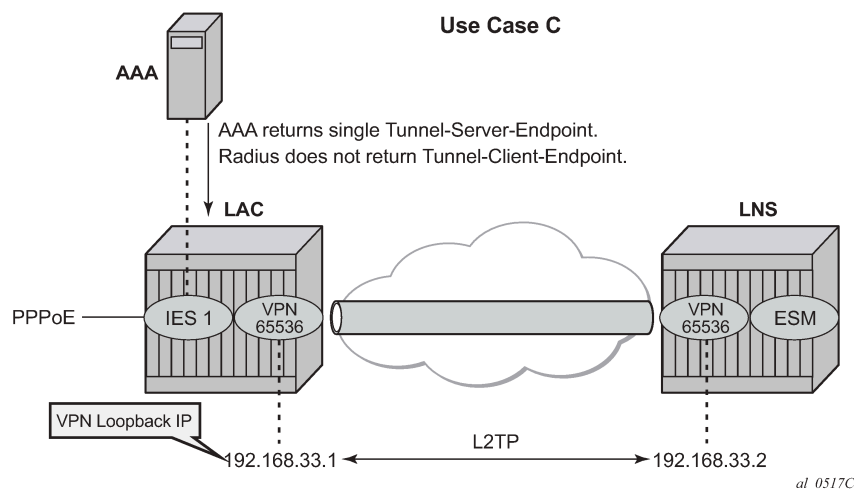 Use Case C
AAA
AAA returns single Tunnel-Server-Endpoint.
Radius does not return Tunnel-Client-Endpoint.
LAC
LNS
PPPoE
IES 1
VPN
65536
VPN
65536
ESM
VPN Loopback IP
L2TP
192.168.33.1
192.168.33.2
al_0517C